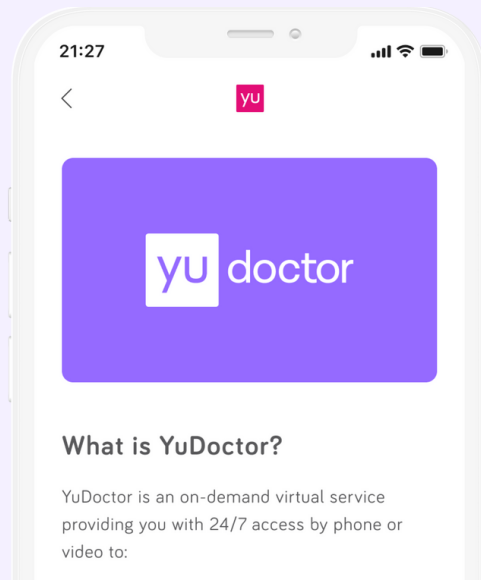 21:27
yu
yu doctor
What is YuDoctor?
YuDoctor is an on-demand virtual service
providing you with 24/7 access by phone or
video to: